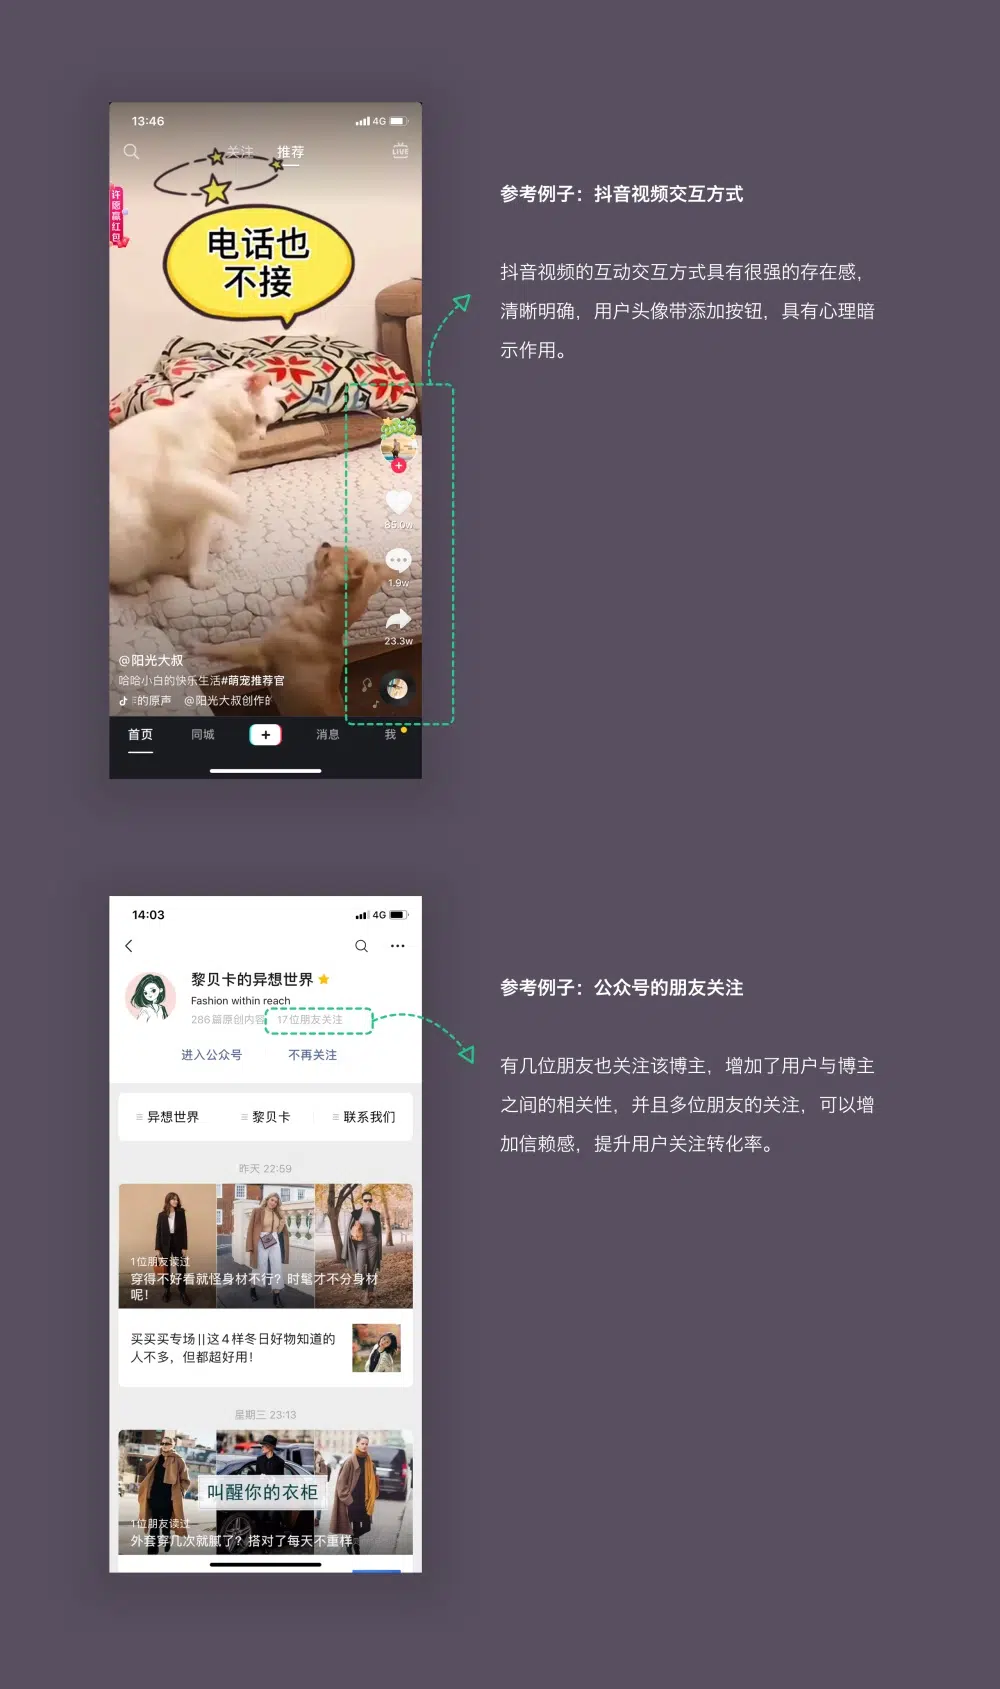 13:46
4G
关注 推荐
LIVE
许愿赢红包
电话也
不接
参考例子：抖音视频交互方式
抖音视频的互动交互方式具有很强的存在感，
清晰明确，用户头像带添加按钮，具有心理暗
示作用。
85.0w
1.9w
23.3w
@阳光大叔
哈哈小白的快乐生活#萌宠推荐官
的原声 @阳光大叔创作的
首页 同城 消息 我
14:03
4G
黎贝卡的异想世界
Fashion within reach
286篇原创内容 17位朋友关注
进入公众号 不再关注
参考例子：公众号的朋友关注
有几位朋友也关注该博主，增加了用户与博主
之间的相关性，并且多位朋友的关注，可以增
加信赖感，提升用户关注转化率。
异想世界 黎贝卡 联系我们
昨天 22:59
1位朋友读过
穿得不好看就怪身材不行？时髦才不分身材
呢！
买买买专场||这4样冬日好物知道的
人不多，但都超好用！
星期三 23:13
叫醒你的衣柜
1位朋友读过
外套穿几次就腻了？搭对了每天不重样